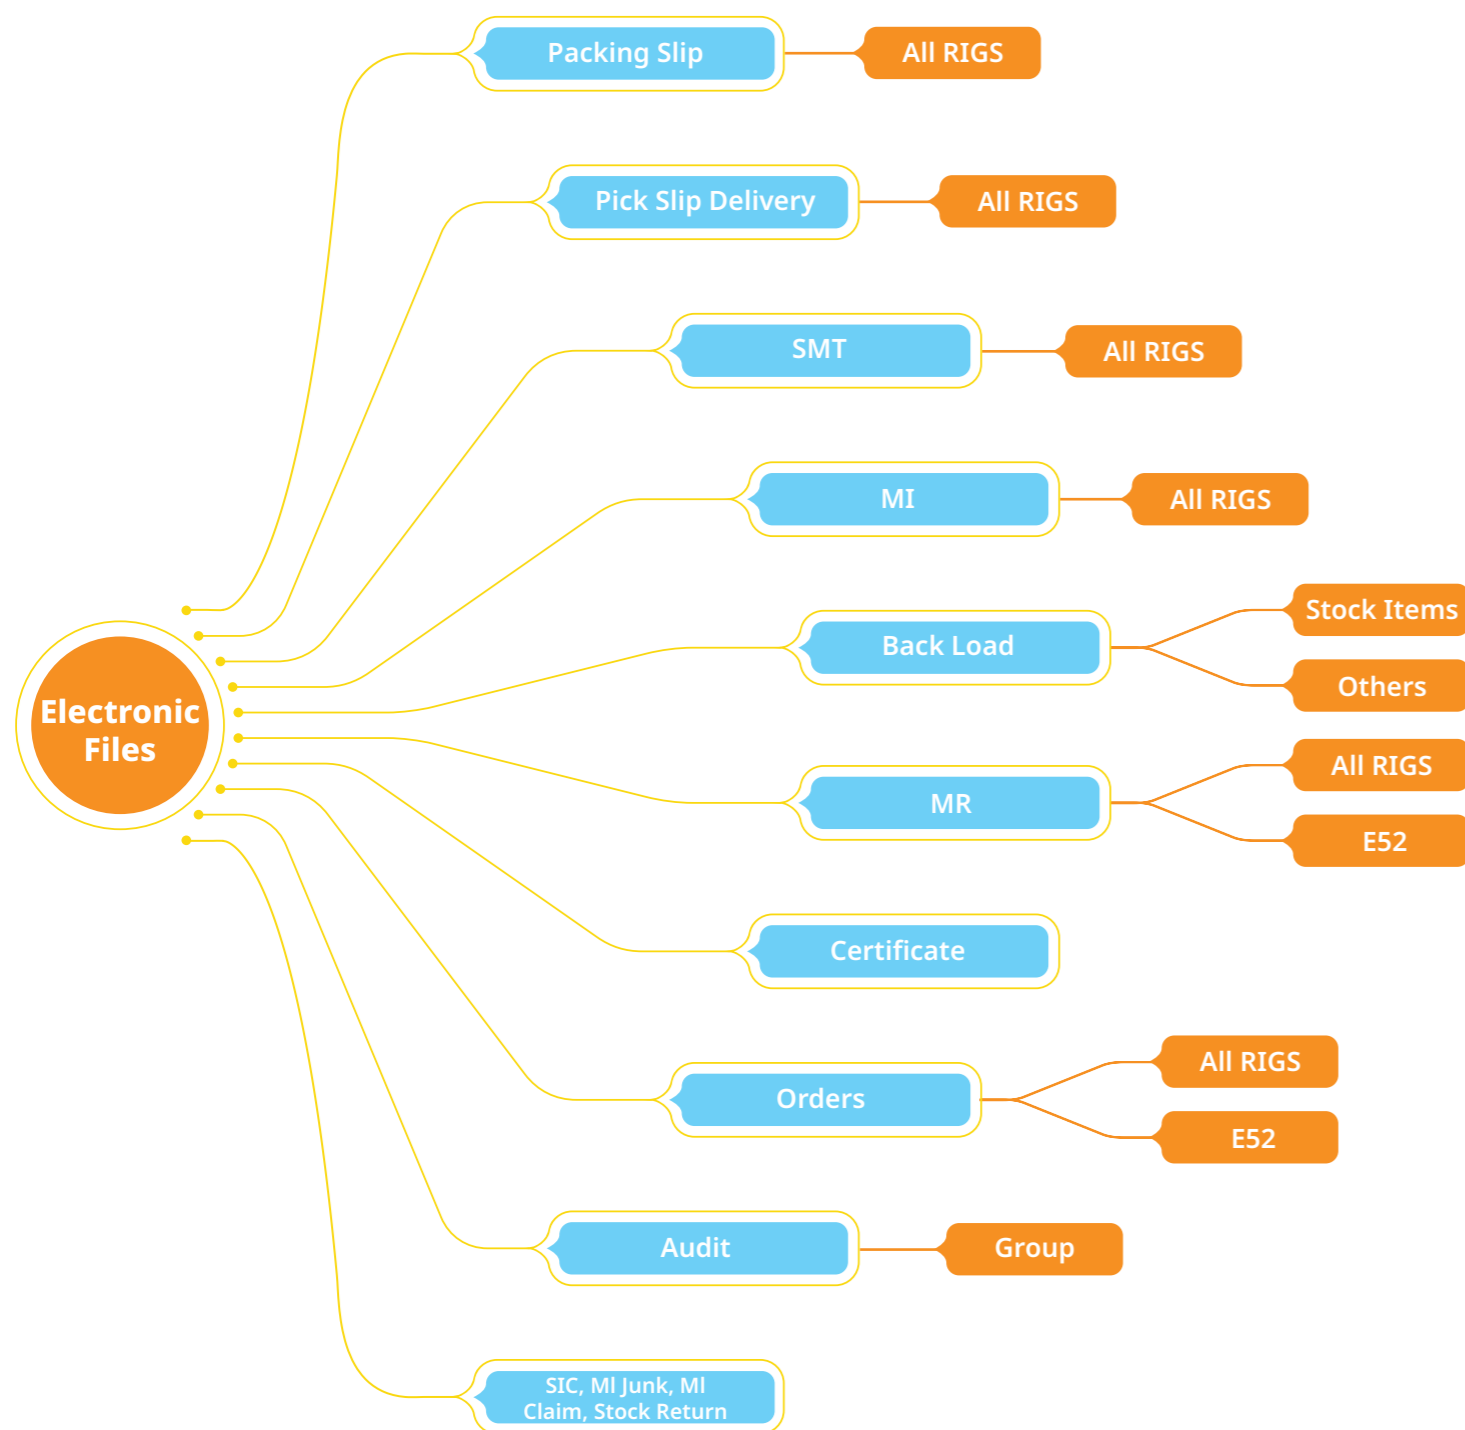 Packing Slip
All RIGS
Pick Slip Delivery
All RIGS
SMT
All RIGS
MI
All RIGS
Back Load
Stock Items
Others
Electronic
Files
MR
All RIGS
E52
Certificate
Orders
All RIGS
E52
Audit
Group
SIC, Ml Junk, Ml
Claim, Stock Return